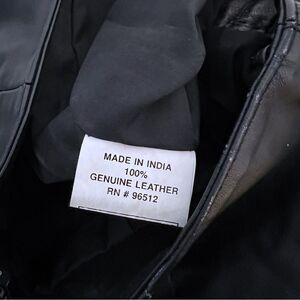 MADE IN INDIA
100%
GENUINE LEATHER
RN # 96512